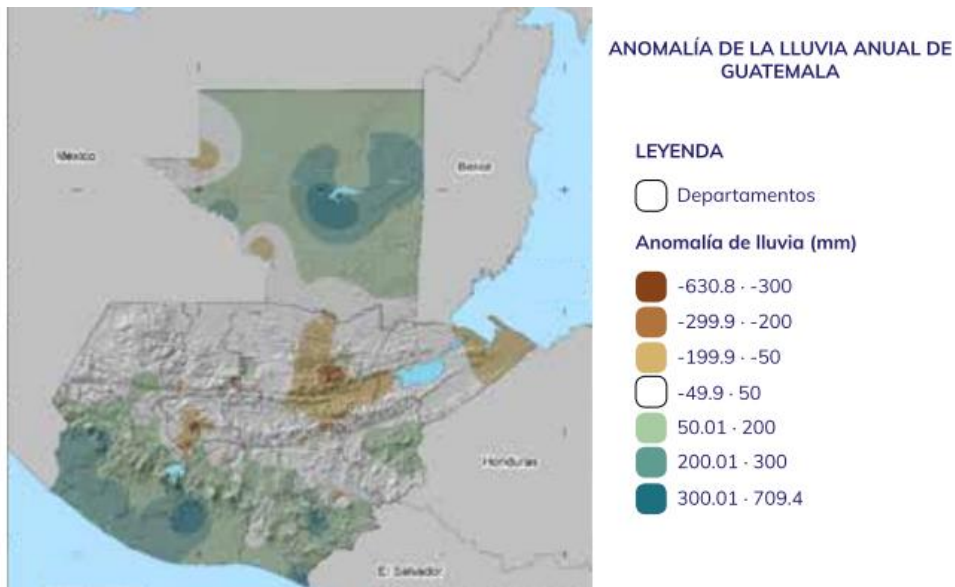 ANOMALÍA DE LA LLUVIA ANUAL DE
GUATEMALA
LEYENDA
Departamentos
Anomalía de lluvia (mm)
-630.8 · -300
-299.9 · -200
-199.9 · -50
-49.9 · 50
50.01 · 200
200.01 · 300
300.01 · 709.4
Mexico
Belice
Honduras
El Salvador